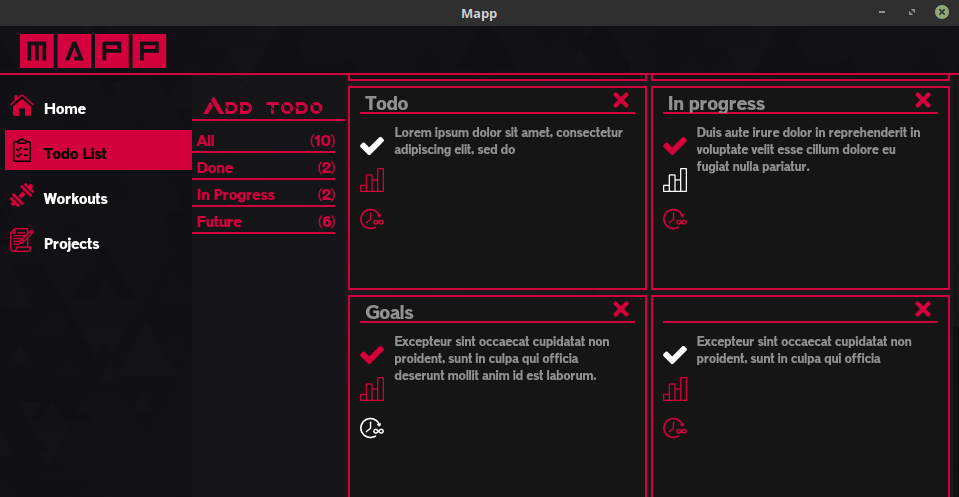 Mapp
MAPP
Home
Todo List
Workouts
Projects
Add todo
All (10)
Done (2)
In Progress (2)
Future (6)
Todo
Lorem ipsum dolor sit amet, consectetur
adipiscing elit, sed do
In progress
Duis aute irure dolor in reprehenderit in
voluptate velit esse cillum dolore eu
fugiat nulla pariatur.
Goals
Excepteur sint occaecat cupidatat non
proident, sunt in culpa qui officia
deserunt mollit anim id est laborum.
Excepteur sint occaecat cupidatat non
proident, sunt in culpa qui officia